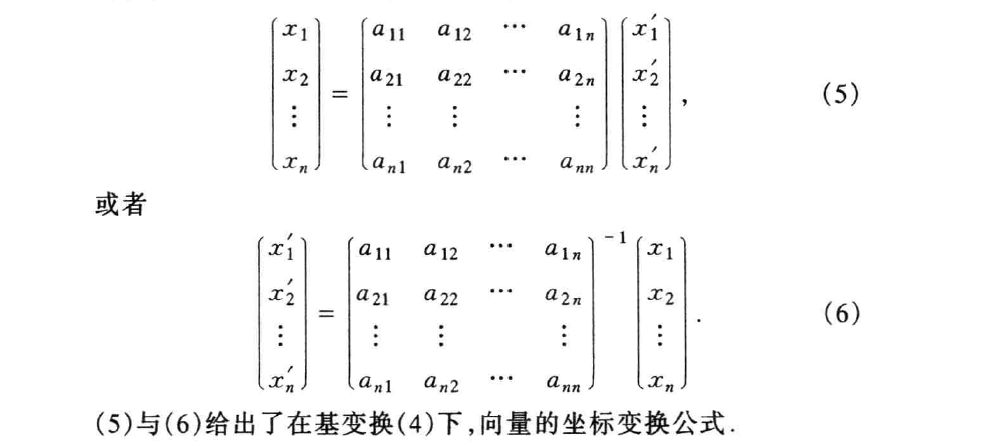 $$\begin{pmatrix} x_1 \\ x_2 \\ \vdots \\ x_n \end{pmatrix} = \begin{pmatrix} a_{11} & a_{12} & \cdots & a_{1n} \\ a_{21} & a_{22} & \cdots & a_{2n} \\ \vdots & \vdots & & \vdots \\ a_{n1} & a_{n2} & \cdots & a_{nn} \end{pmatrix} \begin{pmatrix} x_1' \\ x_2' \\ \vdots \\ x_n' \end{pmatrix}, \quad (5)$$
或者
$$\begin{pmatrix} x_1' \\ x_2' \\ \vdots \\ x_n' \end{pmatrix} = \begin{pmatrix} a_{11} & a_{12} & \cdots & a_{1n} \\ a_{21} & a_{22} & \cdots & a_{2n} \\ \vdots & \vdots & & \vdots \\ a_{n1} & a_{n2} & \cdots & a_{nn} \end{pmatrix}^{-1} \begin{pmatrix} x_1 \\ x_2 \\ \vdots \\ x_n \end{pmatrix}. \quad (6)$$
(5)与(6)给出了在基变换(4)下,向量的坐标变换公式.